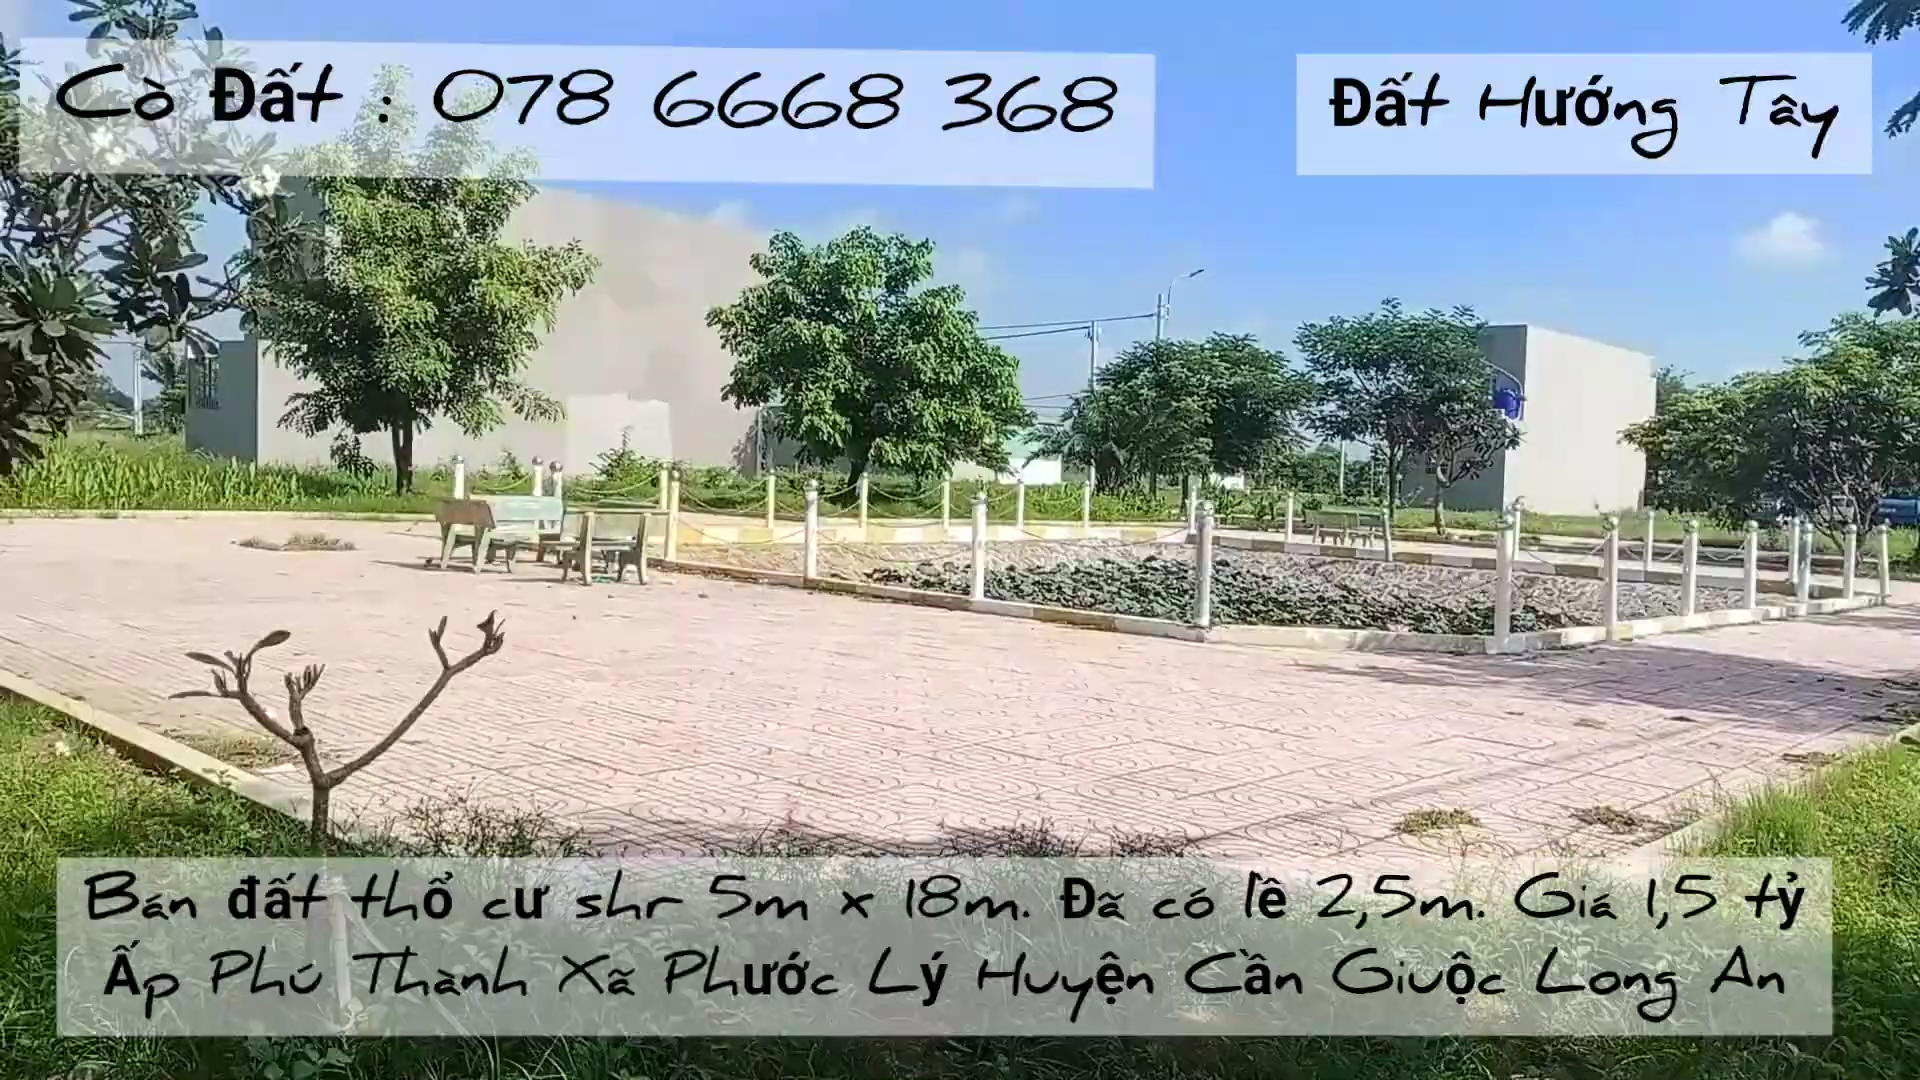 Cò Đất : 078 6668 368
Đất Hướng Tây
Bán đất thổ cư shr 5m x 18m. Đã có lề 2,5m. Giá 1,5 tỷ
Ấp Phú Thành Xã Phước Lý Huyện Cần Giuộc Long An